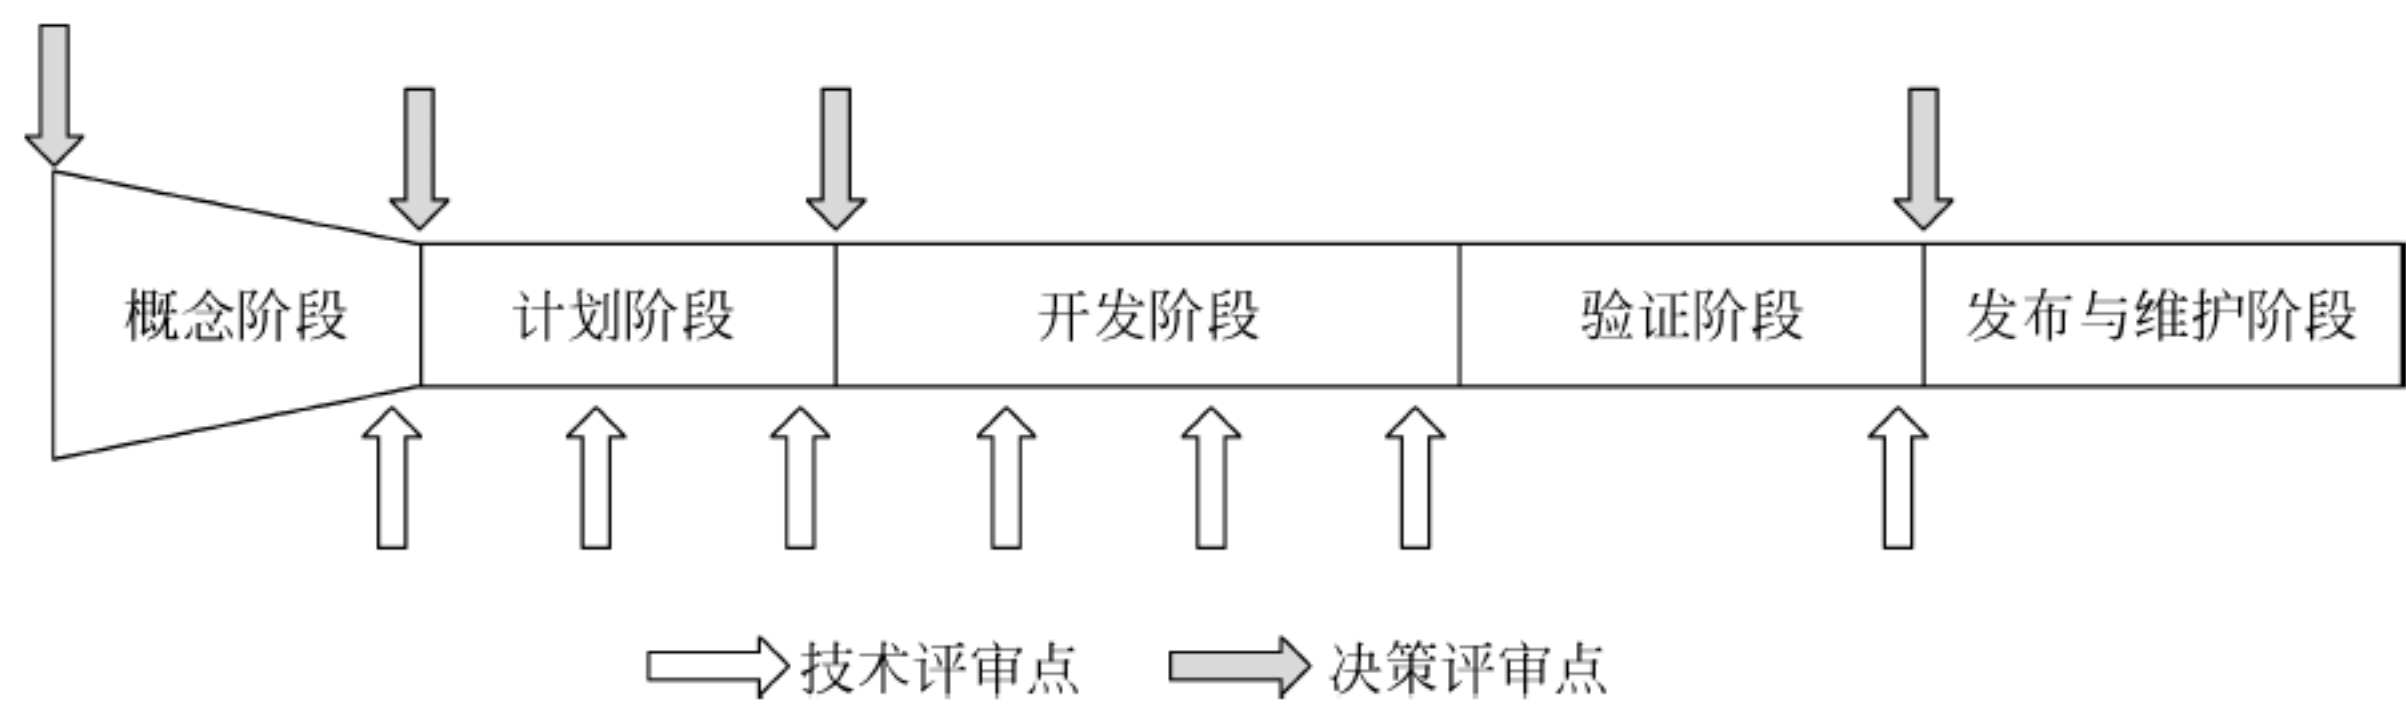 概念阶段
计划阶段
开发阶段
验证阶段
发布与维护阶段
技术评审点
决策评审点